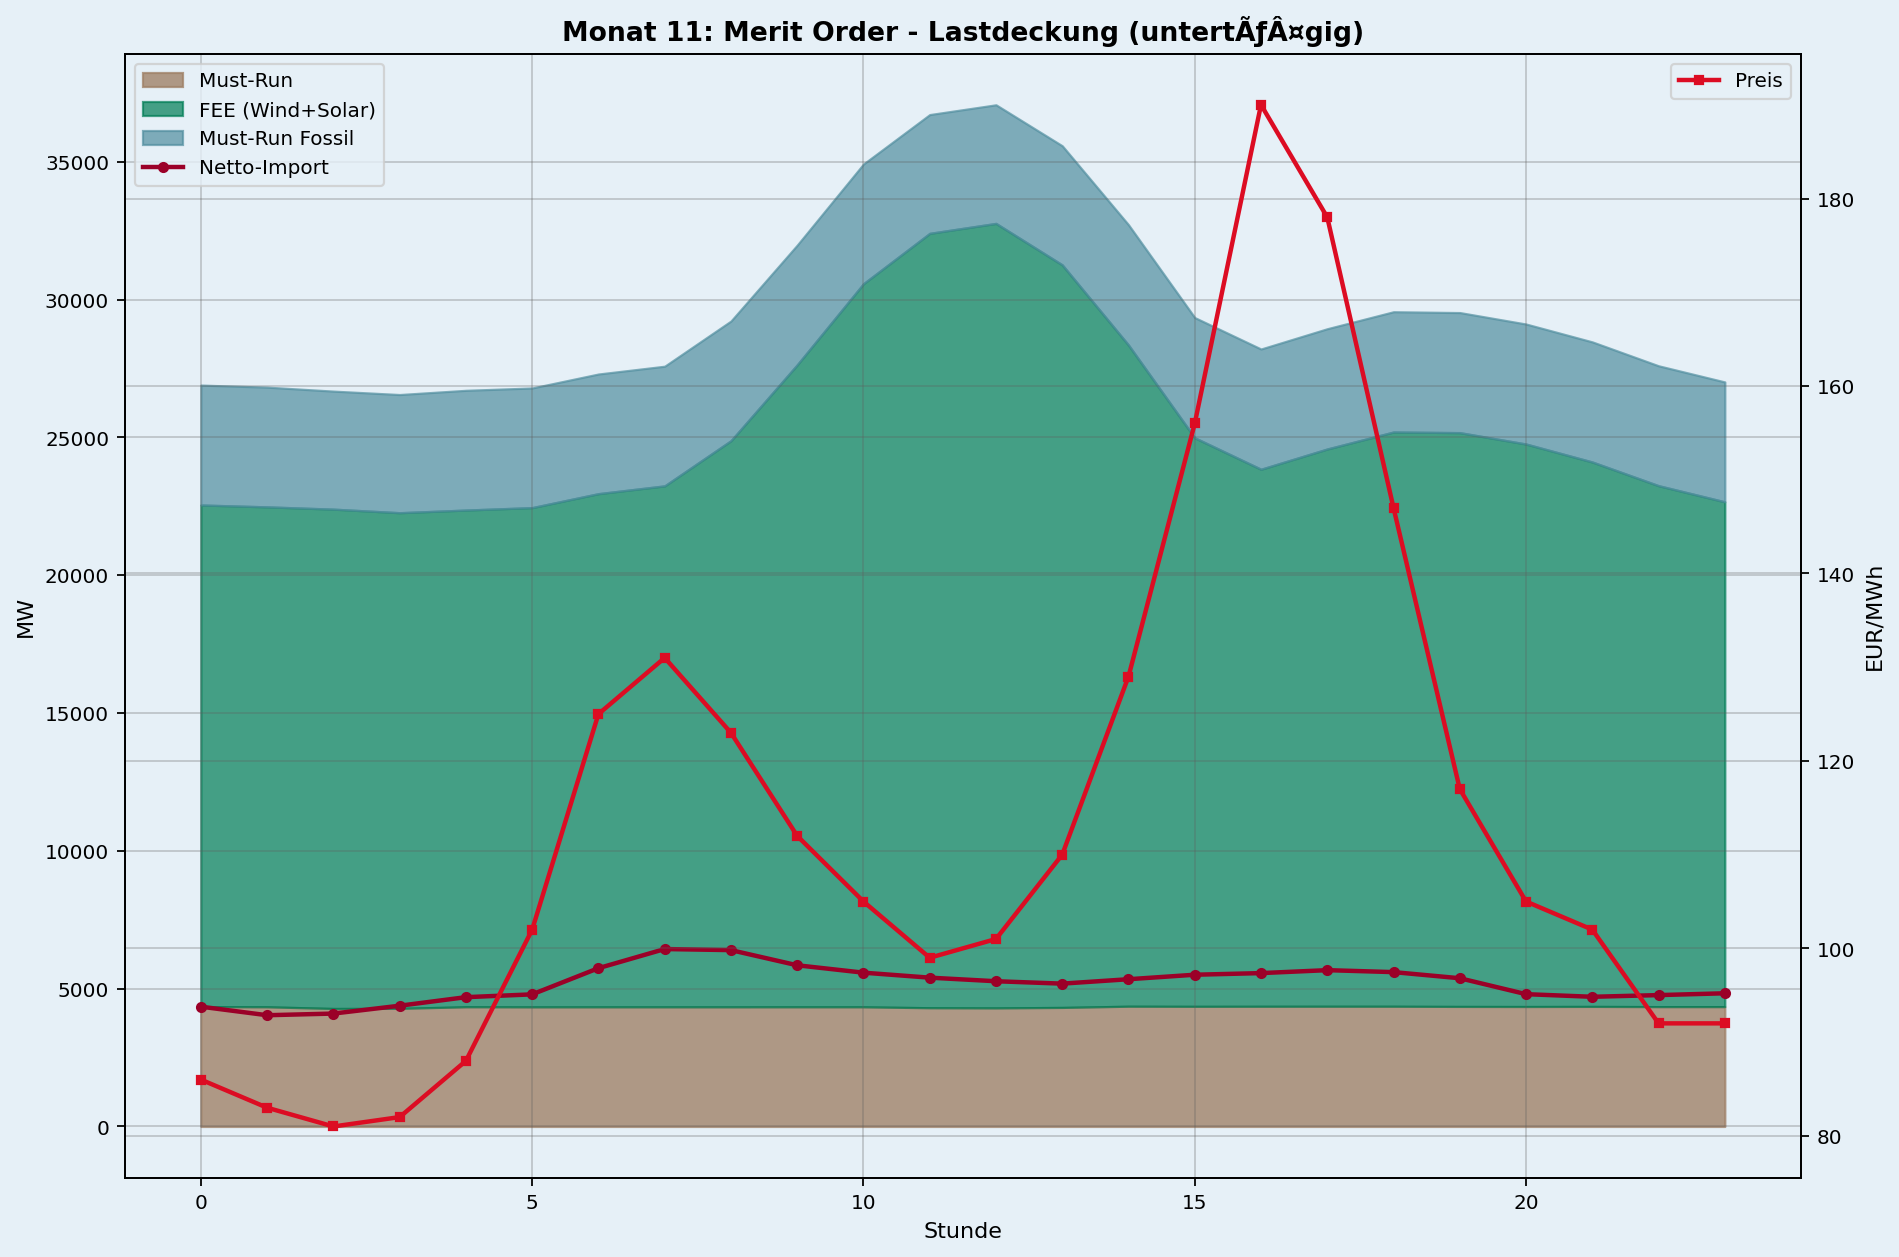 Monat 11: Merit Order - Lastdeckung (untertÃƒÂ¤gig)
Must-Run
FEE (Wind+Solar)
Must-Run Fossil
Netto-Import
Preis
MW
35000
30000
25000
20000
15000
10000
5000
0
180
160
140
120
100
80
EUR/MWh
0 5 10 15 20
Stunde